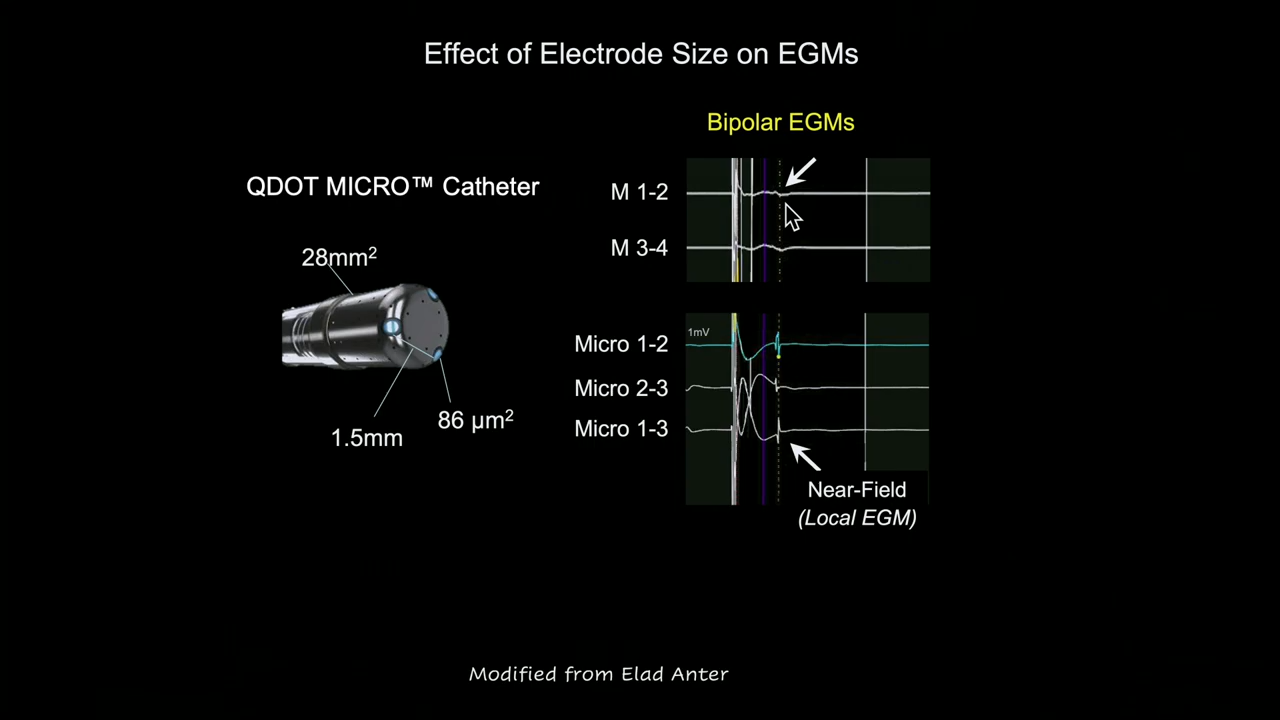 Effect of Electrode Size on EGMs
Bipolar EGMs
QDOT MICRO™ Catheter
M 1-2
M 3-4
28mm²
1mV
Micro 1-2
Micro 2-3
Micro 1-3
86 µm²
1.5mm
Near-Field
(Local EGM)
Modified from Elad Anter